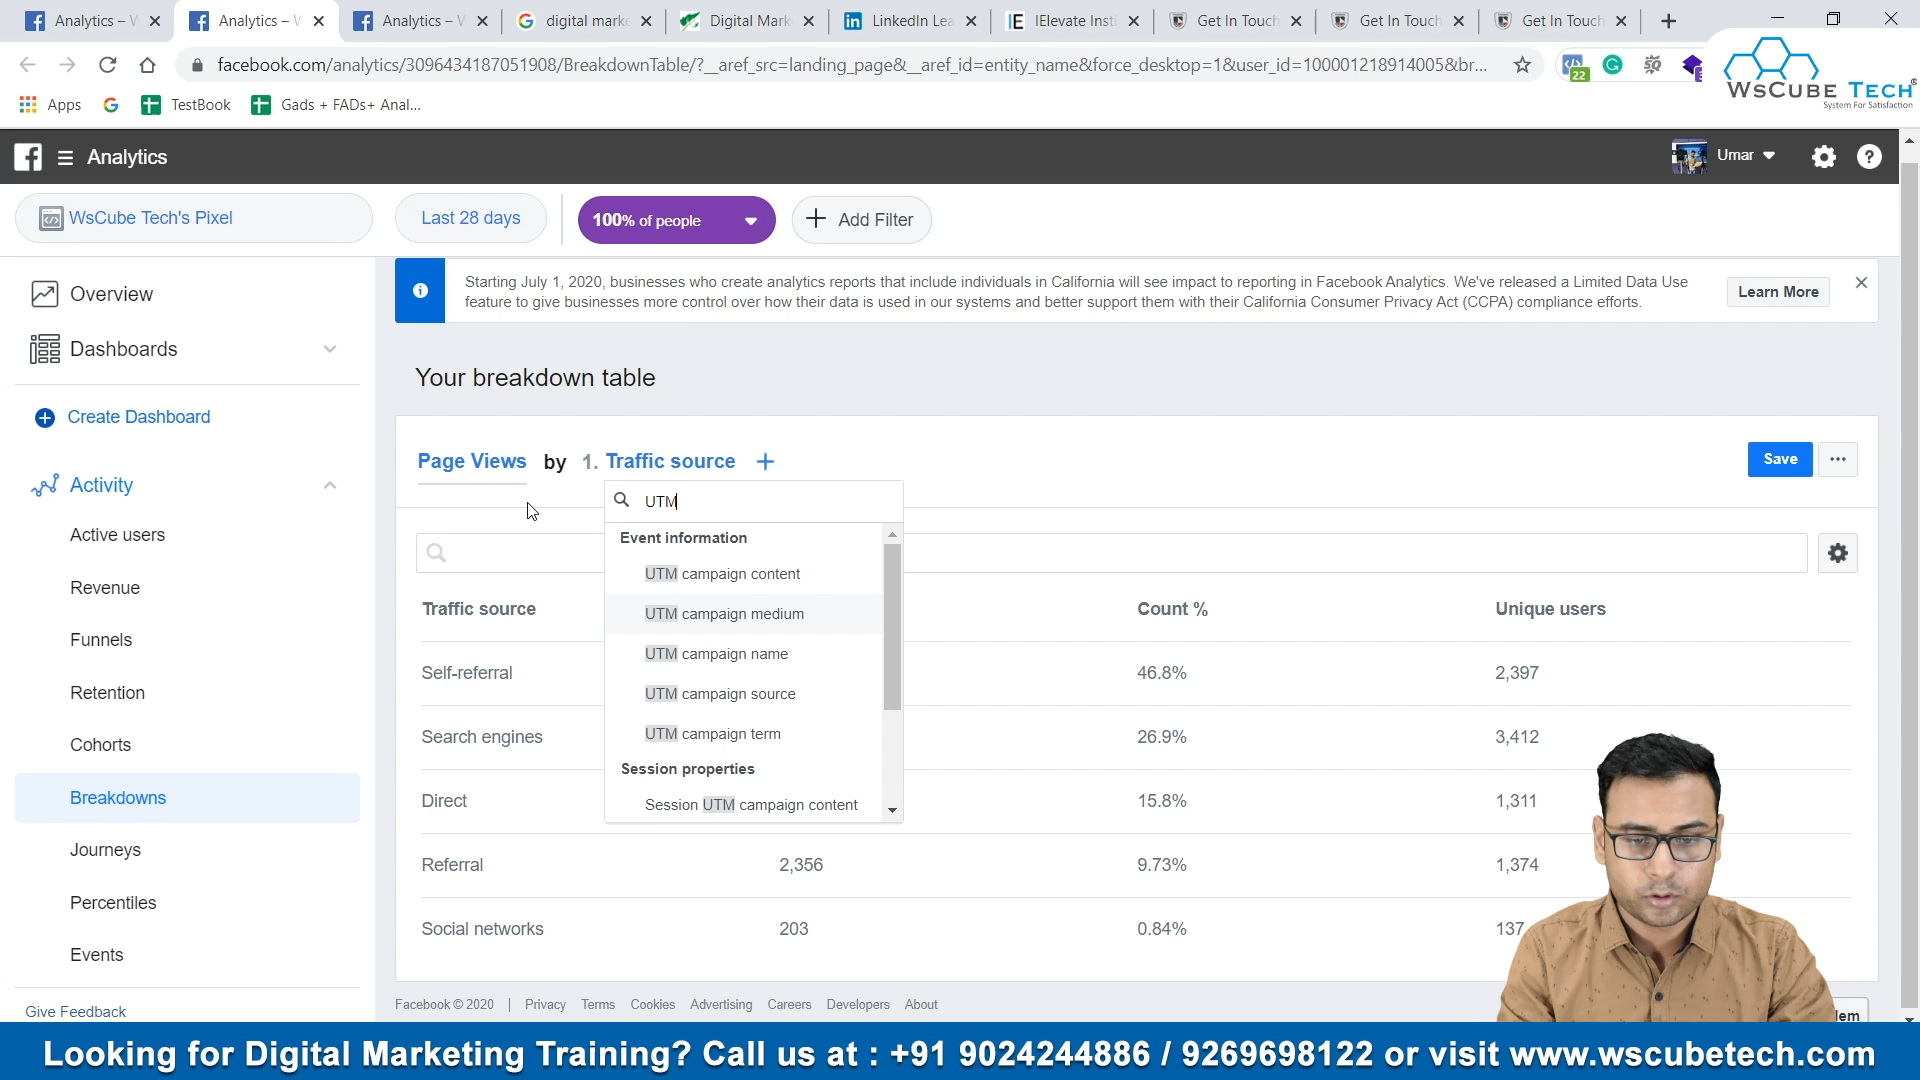 Analytics – W
Analytics – W
Analytics – W
digital marke
Digital Mark
LinkedIn Lea
IElevate Insti
Get In Touch
Get In Touch
Get In Touch
facebook.com/analytics/3096434187051908/BreakdownTable/?__aref_src=landing_page&__aref_id=entity_name&force_desktop=1&user_id=100001218914005&br...
22
WsCube Tech
System For Satisfaction
Apps
TestBook
Gads + FADs+ Anal...
Analytics
Umar
WsCube Tech's Pixel
Last 28 days
100% of people
+ Add Filter
Starting July 1, 2020, businesses who create analytics reports that include individuals in California will see impact to reporting in Facebook Analytics. We've released a Limited Data Use
feature to give businesses more control over how their data is used in our systems and better support them with their California Consumer Privacy Act (CCPA) compliance efforts.
Learn More
Overview
Dashboards
Create Dashboard
Activity
Active users
Revenue
Funnels
Retention
Cohorts
Breakdowns
Journeys
Percentiles
Events
Give Feedback
Your breakdown table
Page Views by 1. Traffic source +
Save
UTM
Event information
UTM campaign content
UTM campaign medium
UTM campaign name
UTM campaign source
UTM campaign term
Session properties
Session UTM campaign content
Traffic source Count % Unique users
Self-referral 46.8% 2,397
Search engines 26.9% 3,412
Direct 15.8% 1,311
Referral 2,356 9.73% 1,374
Social networks 203 0.84% 137
Facebook © 2020 | Privacy Terms Cookies Advertising Careers Developers About
lem
Looking for Digital Marketing Training? Call us at : +91 9024244886 / 9269698122 or visit www.wscubetech.com